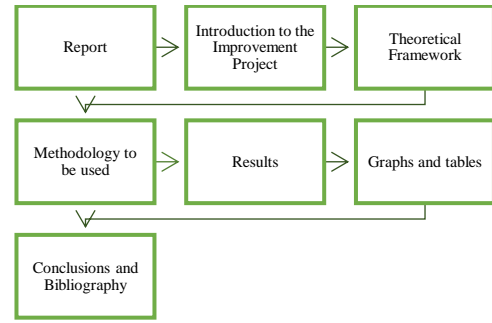 Report
Introduction to the
Improvement
Project
Theoretical
Framework
Methodology to
be used
Results
Graphs and tables
Conclusions and
Bibliography